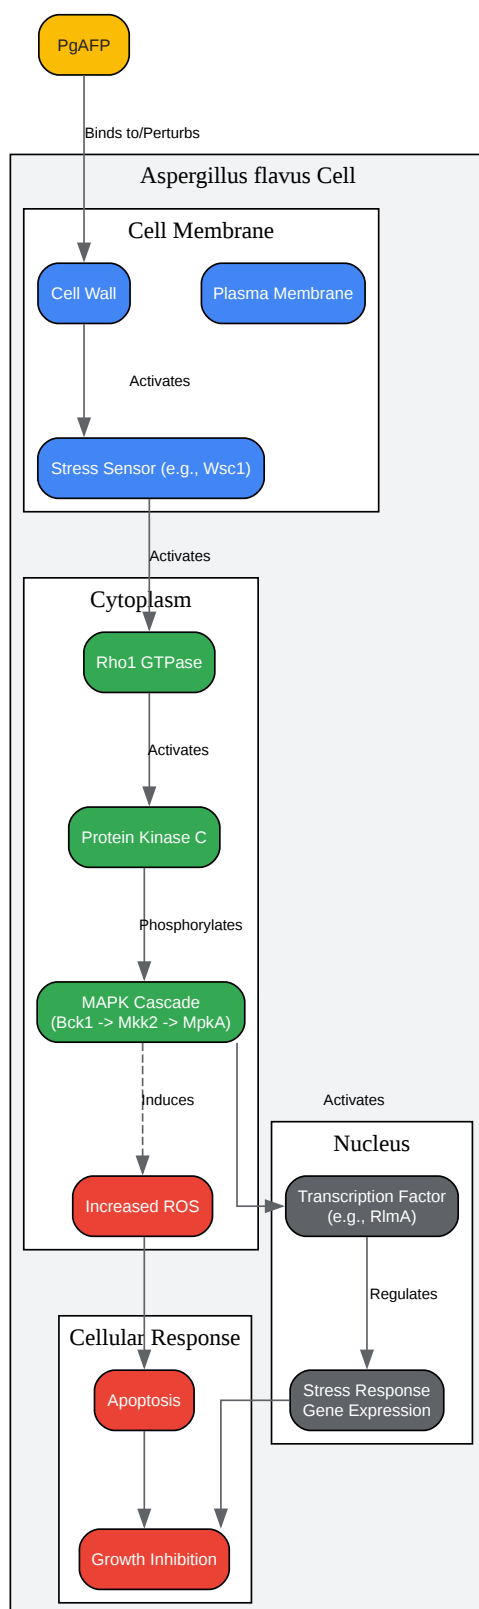 PgAFP
Binds to/Perturbs
Aspergillus flavus Cell
Cell Membrane
Cell Wall
Plasma Membrane
Activates
Stress Sensor (e.g., Wsc1)
Activates
Cytoplasm
Rho1 GTPase
Activates
Protein Kinase C
Phosphorylates
MAPK Cascade
(Bck1 -> Mkk2 -> MpkA)
Induces
Activates
Nucleus
Increased ROS
Transcription Factor
(e.g., RlmA)
Regulates
Cellular Response
Apoptosis
Stress Response
Gene Expression
Growth Inhibition